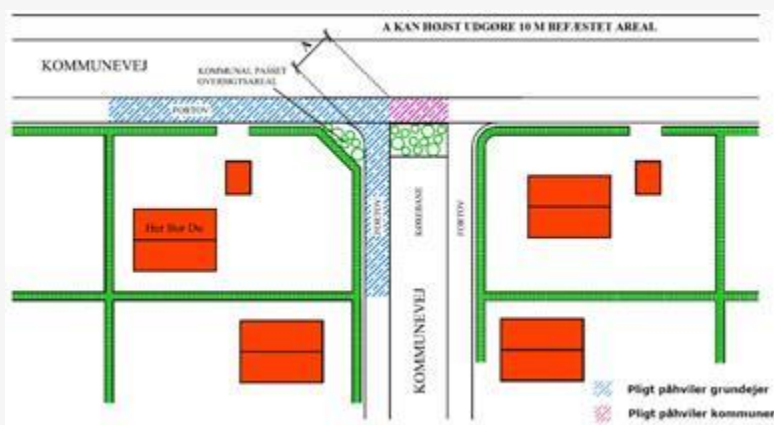 A KAN HØJST UDGØRE 10 M BEFÆSTET AREAL
A
KOMMUNEVEJ
KOMMUNAL PASSET
OVERSIGTSAREAL
FORTOV
FORTOV
KØREBANE
FORTOV
Her Bor Du
KOMMUNEVEJ
Pligt påhviler grundejer
Pligt påhviler kommunen